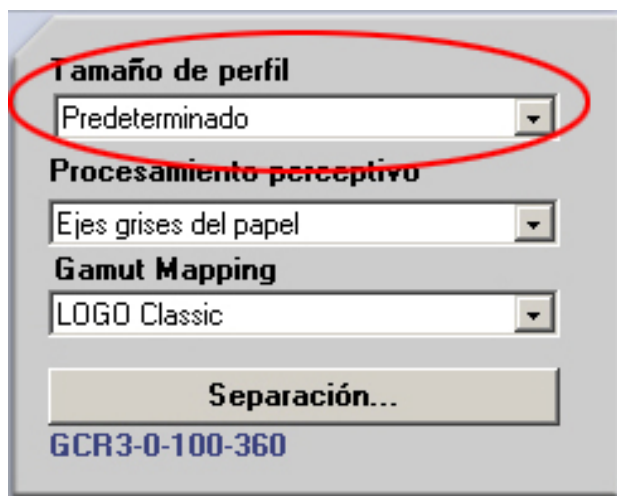 Tamaño de perfil
Predeterminado
Procesamiento perceptivo
Ejes grises del papel
Gamut Mapping
LOGO Classic
Separación...
GCR3-0-100-360